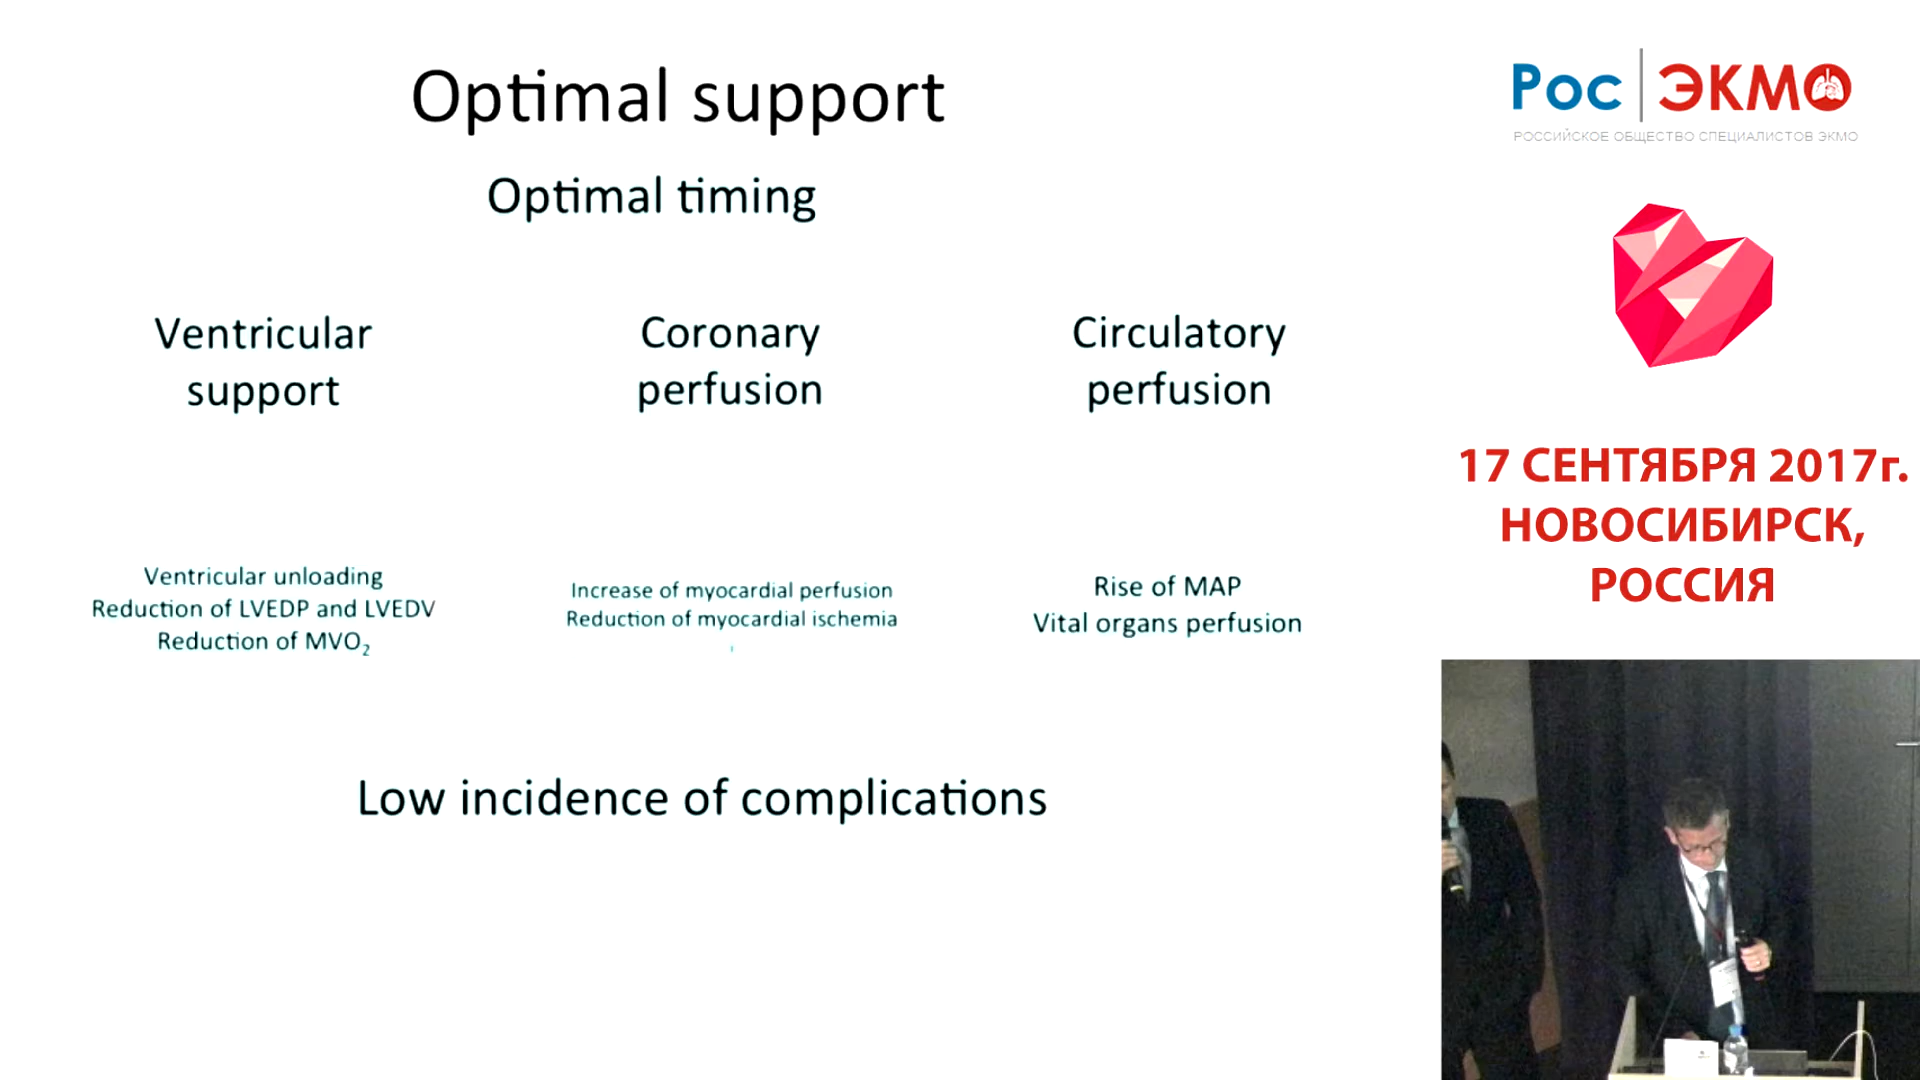 Optimal support
Optimal timing
Ventricular
support
Coronary
perfusion
Circulatory
perfusion
Ventricular unloading
Reduction of LVEDP and LVEDV
Reduction of MVO₂
Increase of myocardial perfusion
Reduction of myocardial ischemia
Rise of MAP
Vital organs perfusion
Low incidence of complications
Рос ЭКМО
РОССИЙСКОЕ ОБЩЕСТВО СПЕЦИАЛИСТОВ ЭКМО
17 СЕНТЯБРЯ 2017г.
НОВОСИБИРСК,
РОССИЯ